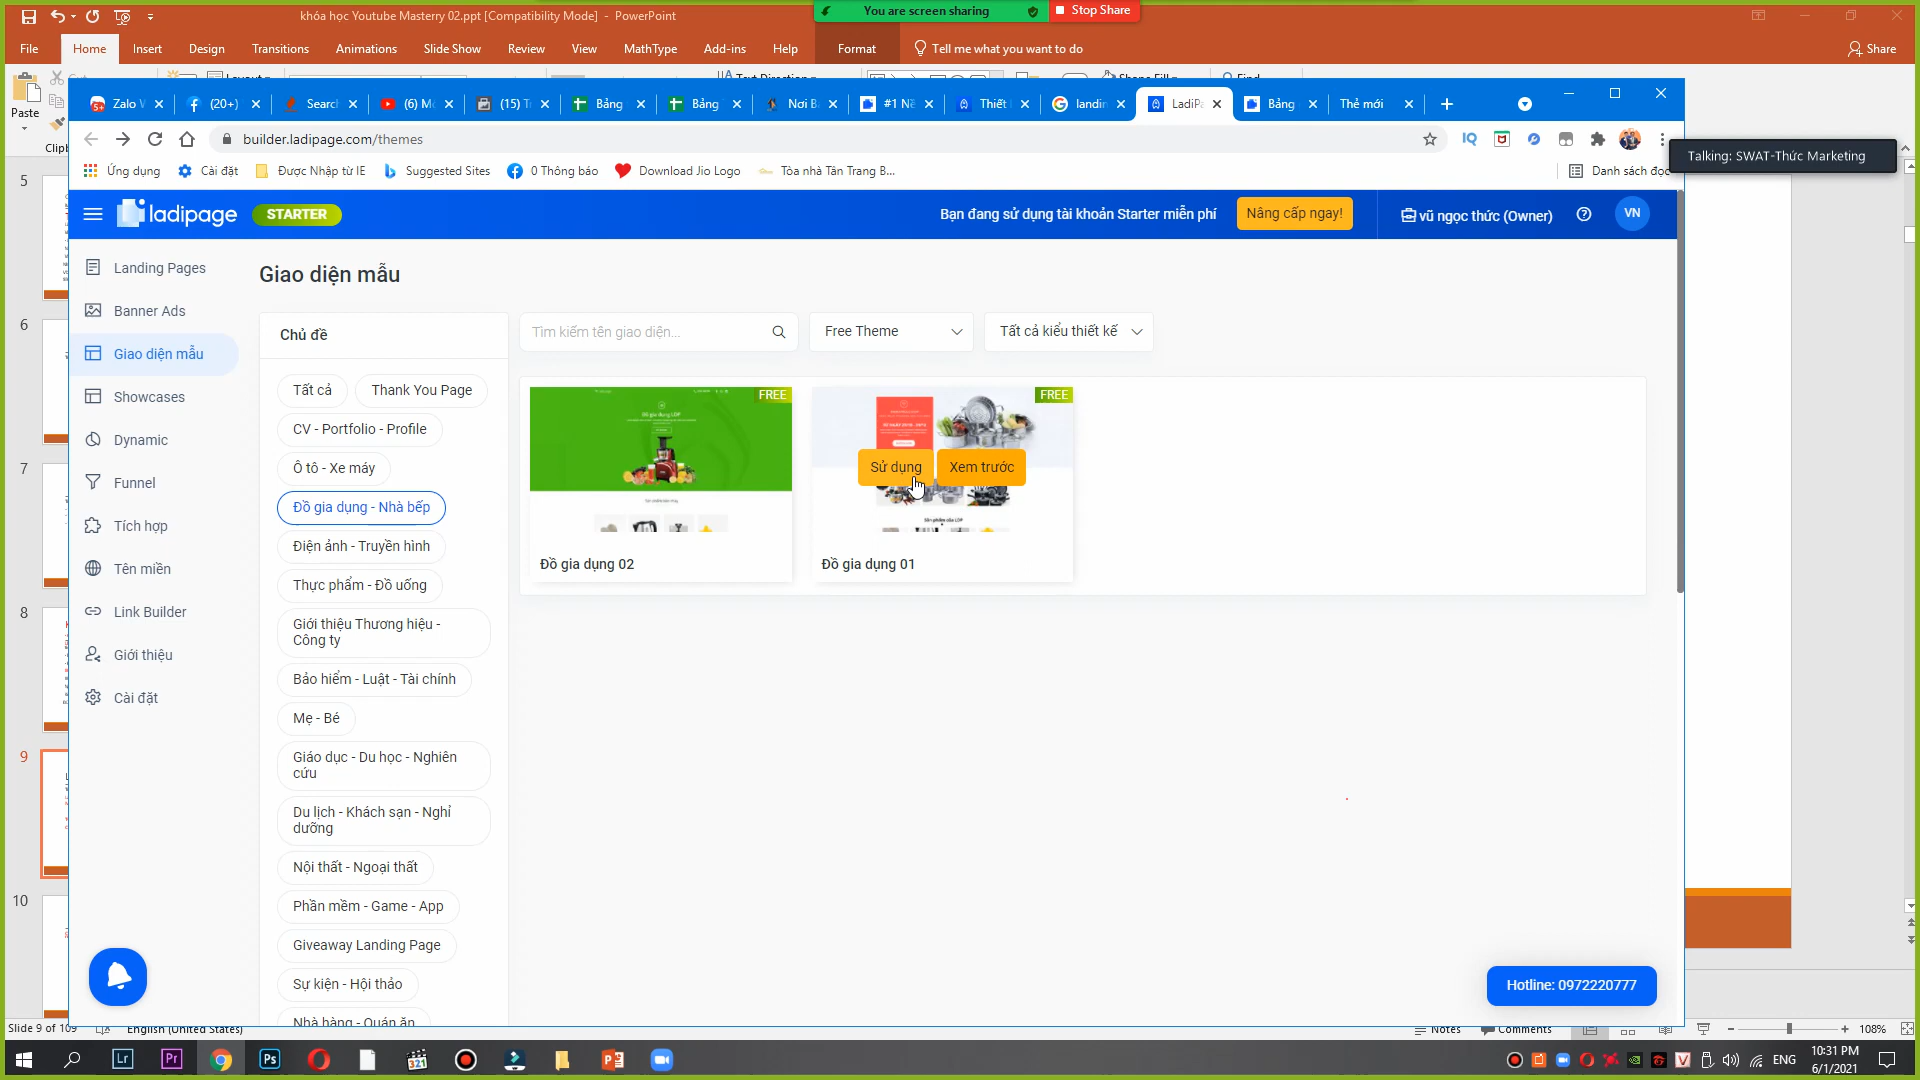 khóa học Youtube Masterry 02.ppt [Compatibility Mode] - PowerPoint
You are screen sharing
Stop Share
File Home Insert Design Transitions Animations Slide Show Review View MathType Add-ins Help Format Tell me what you want to do Share
Paste
Zalo
(20+)
Search
(15)
Bảng
Bảng
#1
Thiết
landin
LadiPa
Bảng
Thẻ mới
builder.ladipage.com/themes
Talking: SWAT-Thức Marketing
Ứng dụng Cài đặt Được Nhập từ IE Suggested Sites 0 Thông báo Download Jio Logo Tòa nhà Tân Trang B... Danh sách đọc
ladipage STARTER
Bạn đang sử dụng tài khoản Starter miễn phí
Nâng cấp ngay!
vũ ngọc thức (Owner)
VN
Landing Pages
Banner Ads
Giao diện mẫu
Showcases
Dynamic
Funnel
Tích hợp
Tên miền
Link Builder
Giới thiệu
Cài đặt
Giao diện mẫu
Chủ đề
Tìm kiếm tên giao diện...
Free Theme
Tất cả kiểu thiết kế
Tất cả
Thank You Page
CV - Portfolio - Profile
Ô tô - Xe máy
Đồ gia dụng - Nhà bếp
Điện ảnh - Truyền hình
Thực phẩm - Đồ uống
Giới thiệu Thương hiệu -
Công ty
Bảo hiểm - Luật - Tài chính
Mẹ - Bé
Giáo dục - Du học - Nghiên
cứu
Du lịch - Khách sạn - Nghỉ
dưỡng
Nội thất - Ngoại thất
Phần mềm - Game - App
Giveaway Landing Page
Sự kiện - Hội thảo
Nhà hàng - Quán ăn
FREE
Đồ gia dụng LDP
Đồ gia dụng 02
FREE
Sử dụng
Xem trước
Sản phẩm của LDP
Đồ gia dụng 01
Hotline: 0972220777
5
6
7
8
9
10
Slide 9 of 109
English (United States)
Notes
Comments
108%
ENG
10:31 PM
6/1/2021